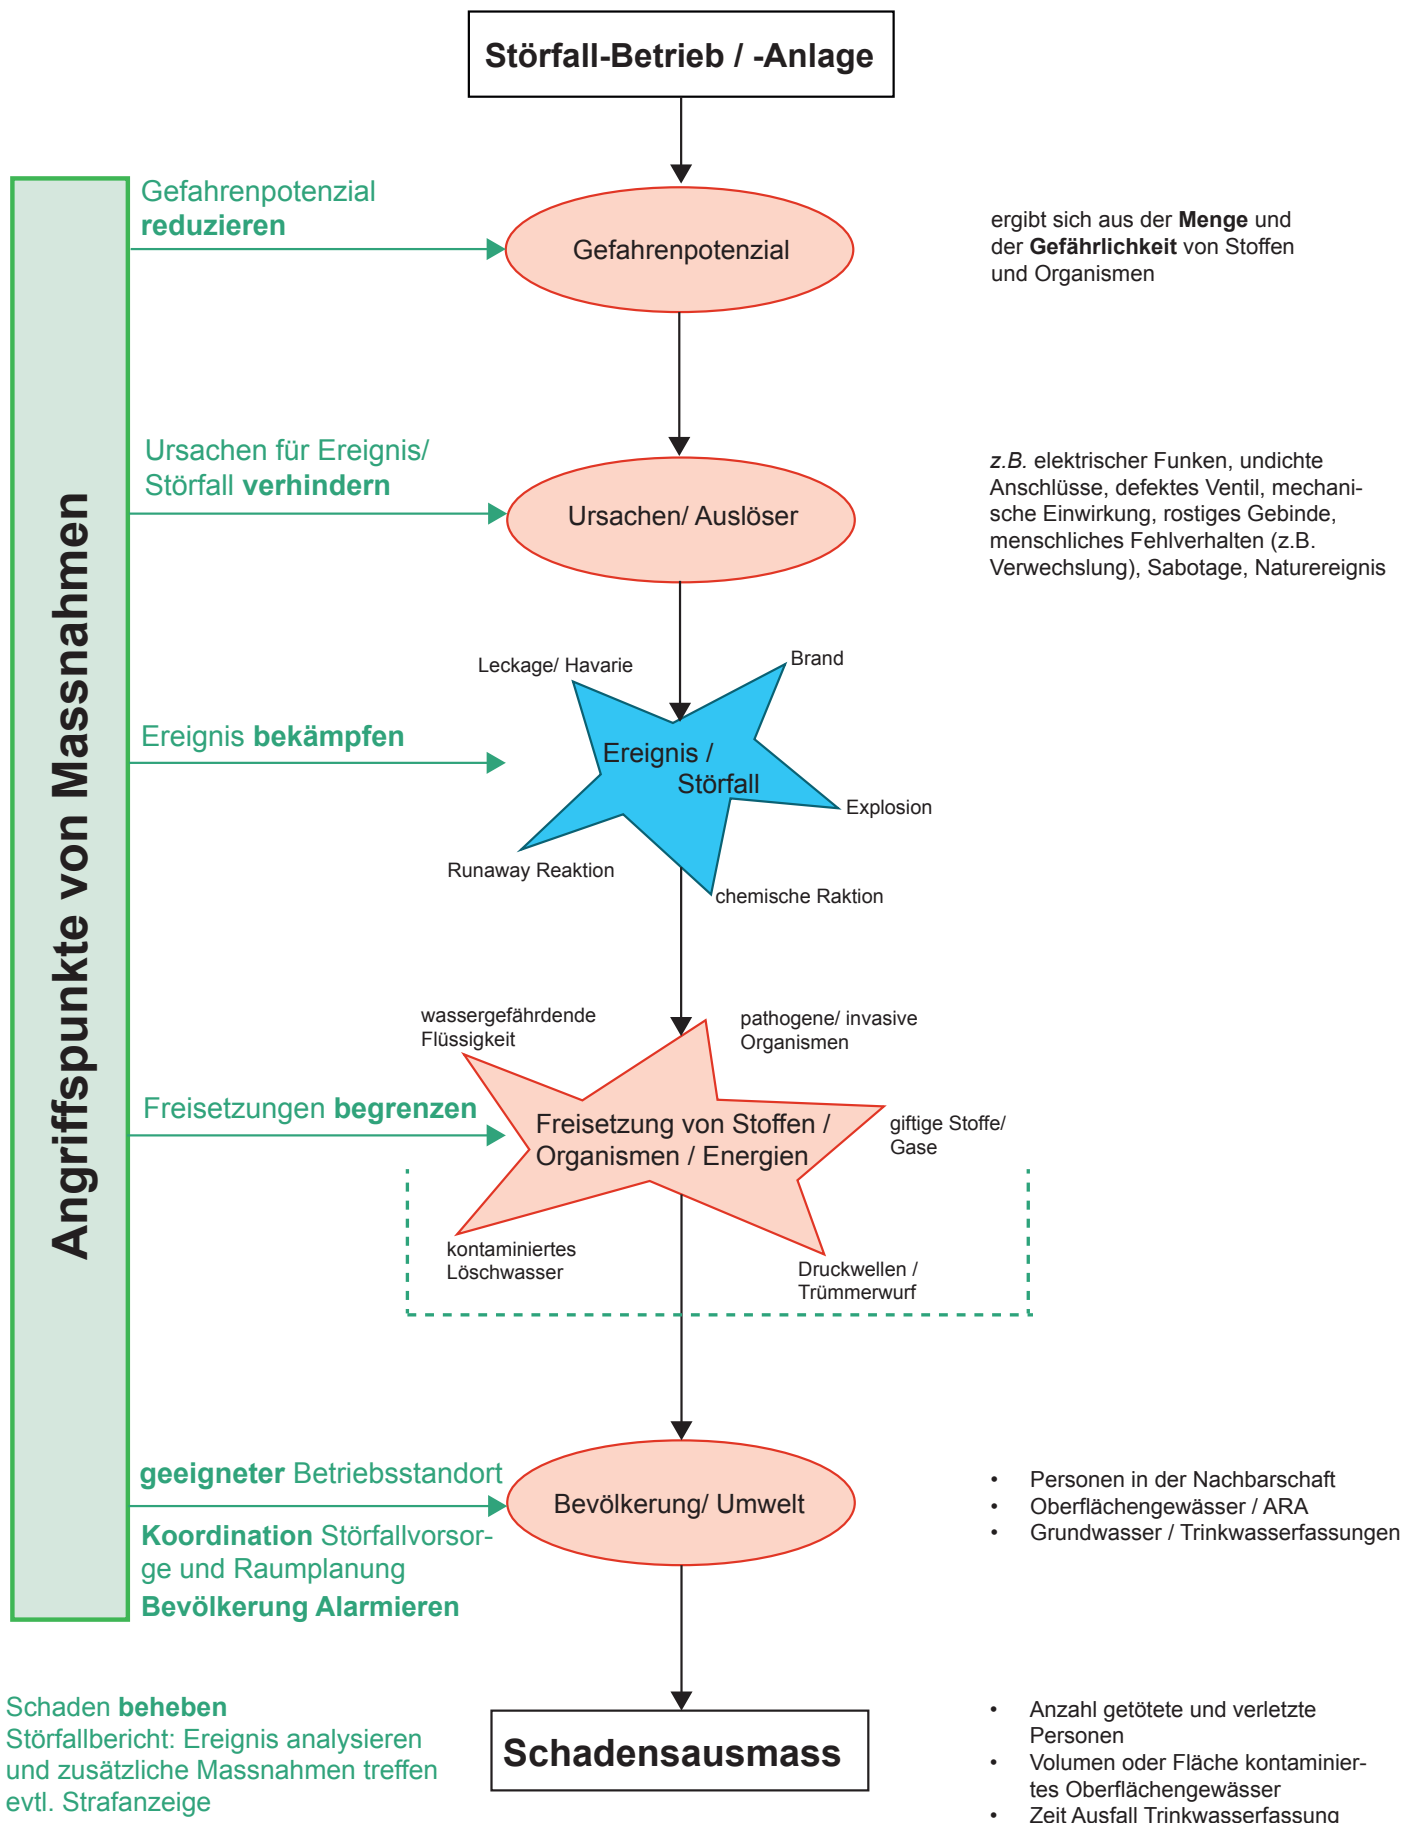 Störfall-Betrieb / -Anlage
Angriffspunkte von Massnahmen
Gefahrenpotenzial
reduzieren
Gefahrenpotenzial
ergibt sich aus der Menge und
der Gefährlichkeit von Stoffen
und Organismen
Ursachen für Ereignis/
Störfall verhindern
Ursachen/ Auslöser
z.B. elektrischer Funken, undichte
Anschlüsse, defektes Ventil, mechani-
sche Einwirkung, rostiges Gebinde,
menschliches Fehlverhalten (z.B.
Verwechslung), Sabotage, Naturereignis
Leckage/ Havarie
Brand
Ereignis bekämpfen
Ereignis /
Störfall
Explosion
Runaway Reaktion
chemische Raktion
wassergefährdende
Flüssigkeit
pathogene/ invasive
Organismen
Freisetzungen begrenzen
Freisetzung von Stoffen /
Organismen / Energien
giftige Stoffe/
Gase
kontaminiertes
Löschwasser
Druckwellen /
Trümmerwurf
geeigneter Betriebsstandort
Koordination Störfallvorsor-
ge und Raumplanung
Bevölkerung Alarmieren
Bevölkerung/ Umwelt
• Personen in der Nachbarschaft
• Oberflächengewässer / ARA
• Grundwasser / Trinkwasserfassungen
Schaden beheben
Störfallbericht: Ereignis analysieren
und zusätzliche Massnahmen treffen
evtl. Strafanzeige
Schadensausmass
• Anzahl getötete und verletzte
Personen
• Volumen oder Fläche kontaminier-
tes Oberflächengewässer
• Zeit Ausfall Trinkwasserfassung